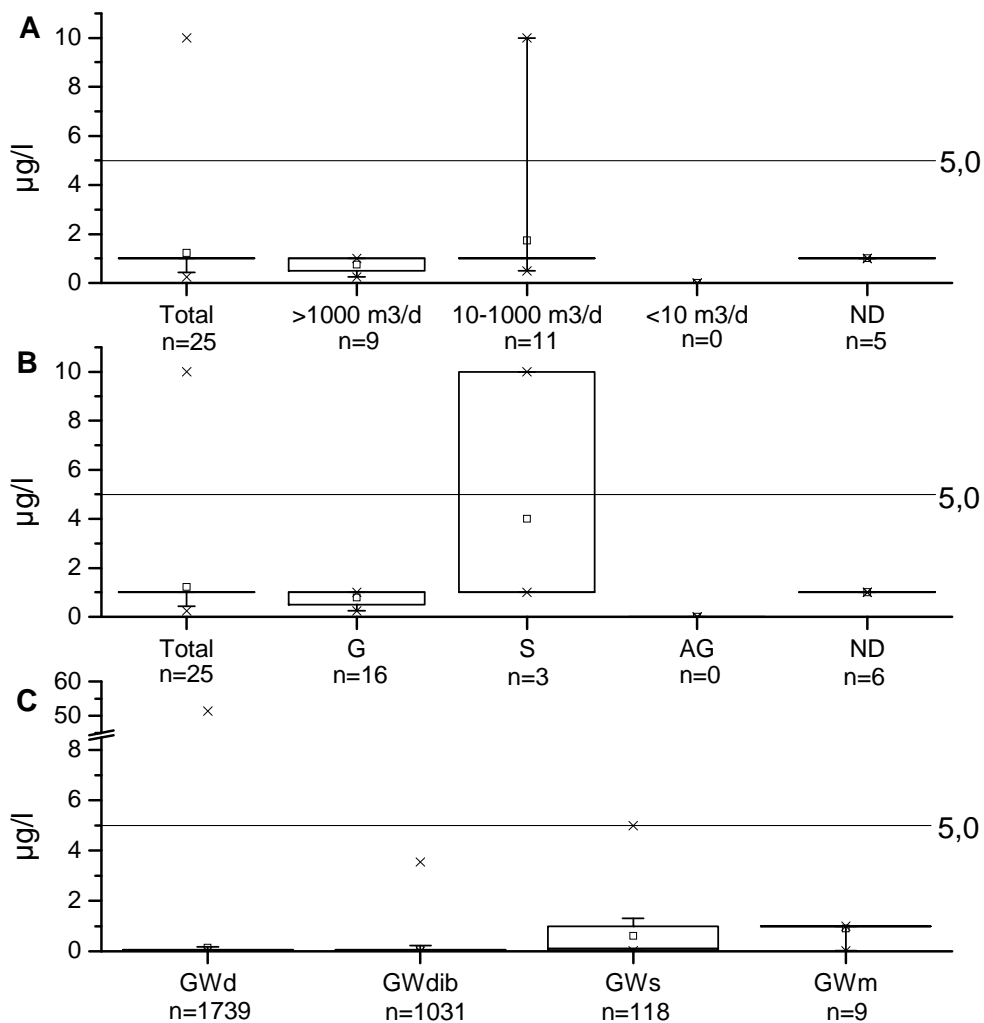 A
10
8
6
4
2
0
µg/l
5,0
Total >1000 m3/d 10-1000 m3/d <10 m3/d ND
n=25 n=9 n=11 n=0 n=5
B
10
8
6
4
2
0
µg/l
5,0
Total G S AG ND
n=25 n=16 n=3 n=0 n=6
C
60
50
8
6
4
2
0
µg/l
5,0
GWd GWdib GWs GWm
n=1739 n=1031 n=118 n=9